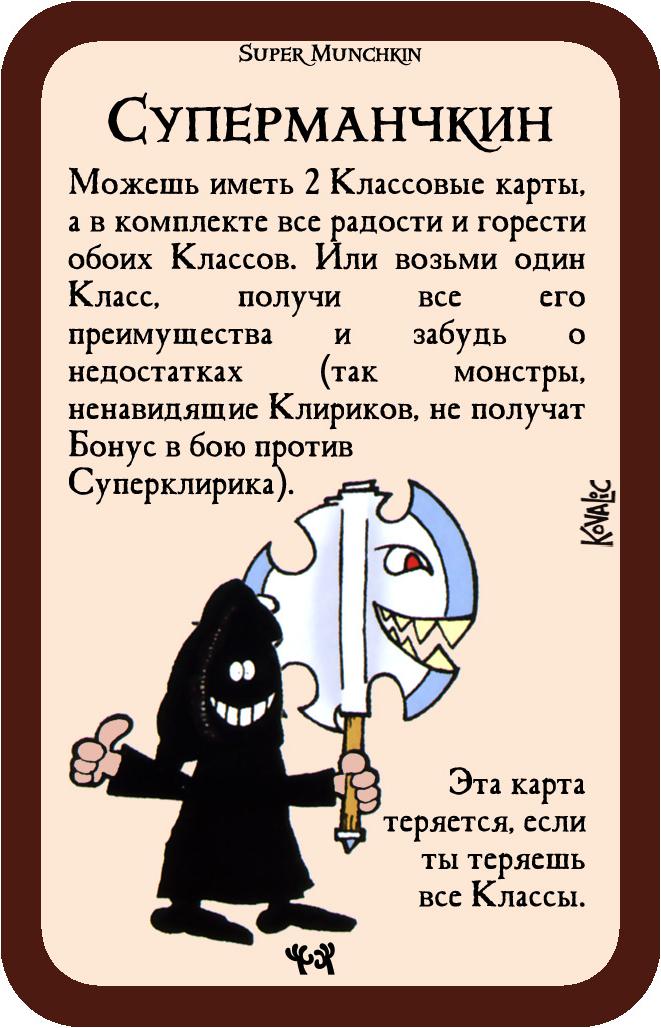 Super Munchkin
Суперманчкин
Можешь иметь 2 Классовые карты,
а в комплекте все радости и горести
обоих Классов. Или возьми один
Класс, получи все его
преимущества и забудь о
недостатках (так монстры,
ненавидящие Клириков, не получат
Бонус в бою против
Суперклирика).
Kovalic
Эта карта
теряется, если
ты теряешь
все Классы.